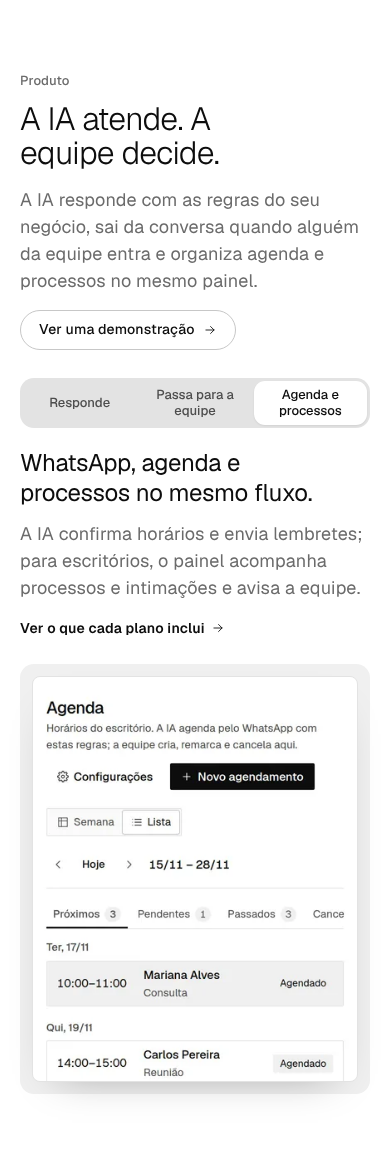 Produto
A IA atende. A
equipe decide.
A IA responde com as regras do seu
negócio, sai da conversa quando alguém
da equipe entra e organiza agenda e
processos no mesmo painel.
Ver uma demonstração →
Responde
Passa para a
equipe
Agenda e
processos
WhatsApp, agenda e
processos no mesmo fluxo.
A IA confirma horários e envia lembretes;
para escritórios, o painel acompanha
processos e intimações e avisa a equipe.
Ver o que cada plano inclui →
Agenda
Horários do escritório. A IA agenda pelo WhatsApp com
estas regras; a equipe cria, remarca e cancela aqui.
Configurações + Novo agendamento
Semana Lista
< Hoje > 15/11 – 28/11
Próximos 3 Pendentes 1 Passados 3 Cance
Ter, 17/11
10:00–11:00 Mariana Alves Agendado
Consulta
Qui, 19/11
14:00–15:00 Carlos Pereira Agendado
Reunião